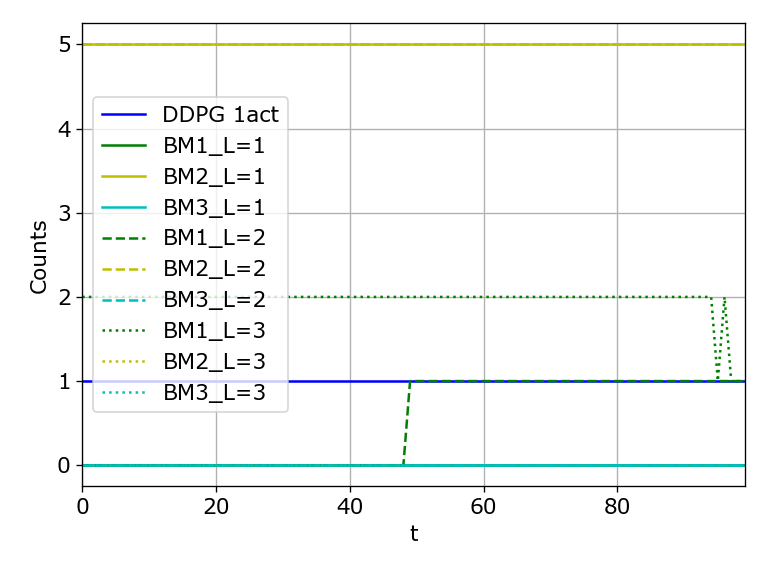 5
4
3
2
1
0
Counts
DDPG 1act
BM1_L=1
BM2_L=1
BM3_L=1
BM1_L=2
BM2_L=2
BM3_L=2
BM1_L=3
BM2_L=3
BM3_L=3
0 20 40 60 80
t